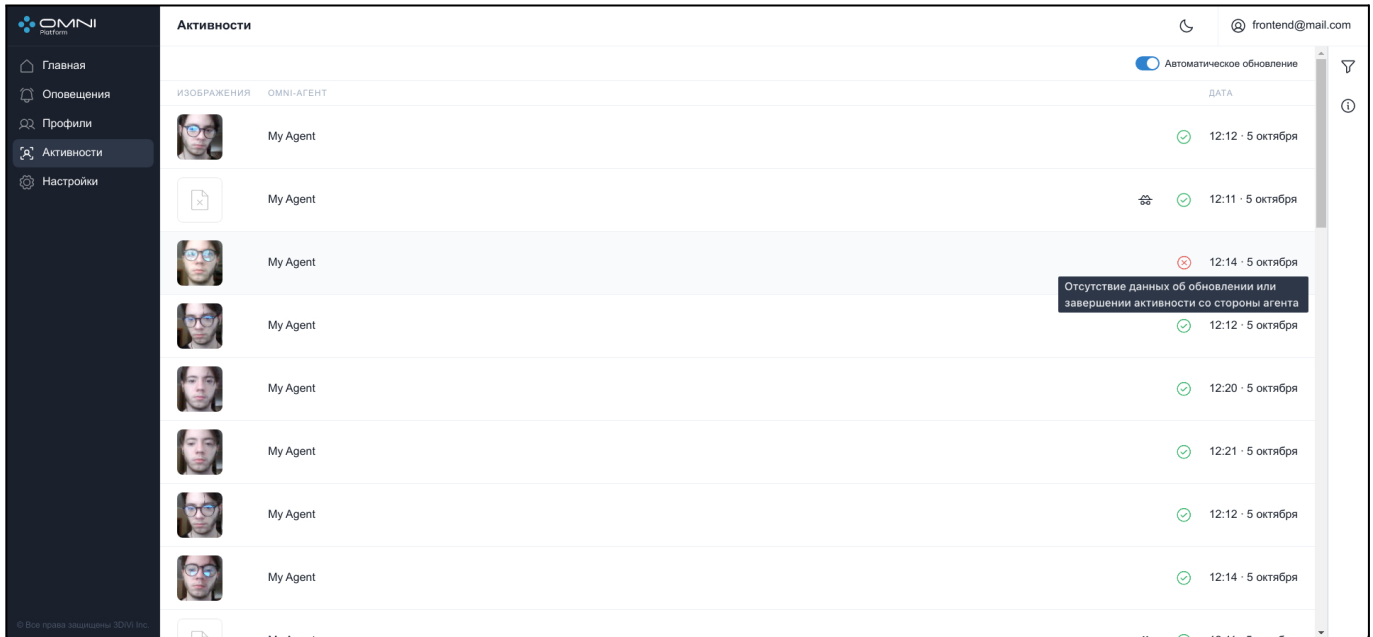 OMNI
Platform
Активности
frontend@mail.com
Главная
Оповещения
Профили
Активности
Настройки
Автоматическое обновление
ИЗОБРАЖЕНИЯ OMNI-АГЕНТ ДАТА
My Agent 12:12 · 5 октября
My Agent 12:11 · 5 октября
My Agent 12:14 · 5 октября
Отсутствие данных об обновлении или
завершении активности со стороны агента
My Agent 12:12 · 5 октября
My Agent 12:20 · 5 октября
My Agent 12:21 · 5 октября
My Agent 12:12 · 5 октября
My Agent 12:14 · 5 октября
© Все права защищены 3DiVi Inc.